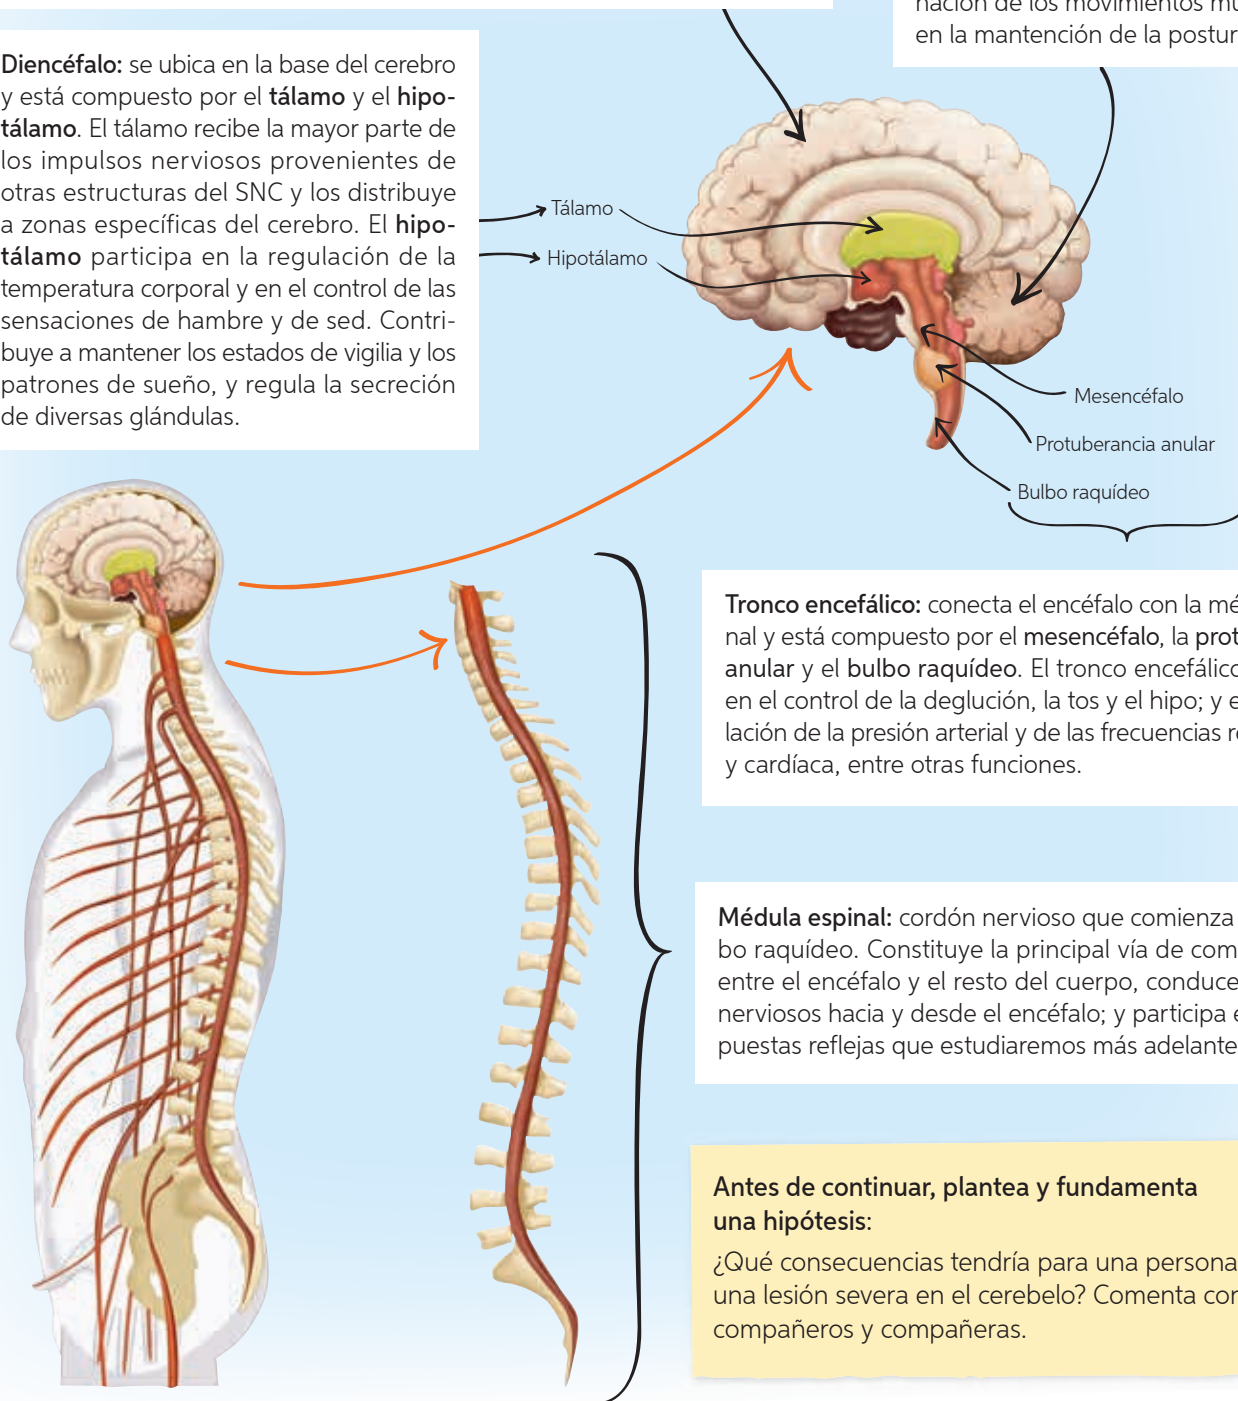 nación de los movimientos mu
en la mantención de la postur
Diencéfalo: se ubica en la base del cerebro
y está compuesto por el tálamo y el hipo-
tálamo. El tálamo recibe la mayor parte de
los impulsos nerviosos provenientes de
otras estructuras del SNC y los distribuye
a zonas específicas del cerebro. El hipo-
tálamo participa en la regulación de la
temperatura corporal y en el control de las
sensaciones de hambre y de sed. Contri-
buye a mantener los estados de vigilia y los
patrones de sueño, y regula la secreción
de diversas glándulas.
Tálamo
Hipotálamo
Mesencéfalo
Protuberancia anular
Bulbo raquídeo
Tronco encefálico: conecta el encéfalo con la mé
nal y está compuesto por el mesencéfalo, la prot
anular y el bulbo raquídeo. El tronco encefálico
en el control de la deglución, la tos y el hipo; y e
lación de la presión arterial y de las frecuencias re
y cardíaca, entre otras funciones.
Médula espinal: cordón nervioso que comienza
bo raquídeo. Constituye la principal vía de com
entre el encéfalo y el resto del cuerpo, conduce
nerviosos hacia y desde el encéfalo; y participa e
puestas reflejas que estudiaremos más adelante
Antes de continuar, plantea y fundamenta
una hipótesis:
¿Qué consecuencias tendría para una persona
una lesión severa en el cerebelo? Comenta con
compañeros y compañeras.